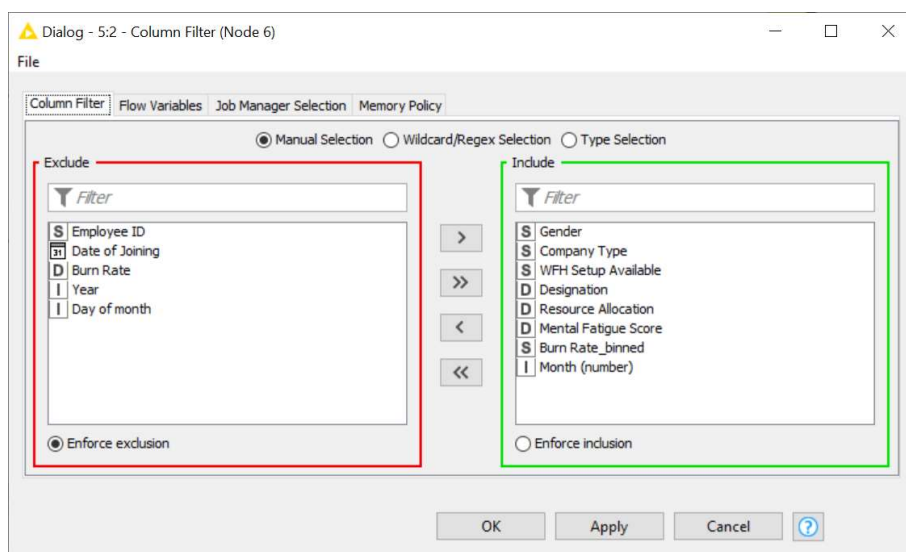 Dialog - 5:2 - Column Filter (Node 6)
File
Column Filter Flow Variables Job Manager Selection Memory Policy
Manual Selection Wildcard/Regex Selection Type Selection
Exclude
Filter
S Employee ID
31 Date of Joining
D Burn Rate
I Year
I Day of month
Enforce exclusion
>
>>
<
<<
Include
Filter
S Gender
S Company Type
S WFH Setup Available
D Designation
D Resource Allocation
D Mental Fatigue Score
S Burn Rate_binned
I Month (number)
Enforce inclusion
OK Apply Cancel ?